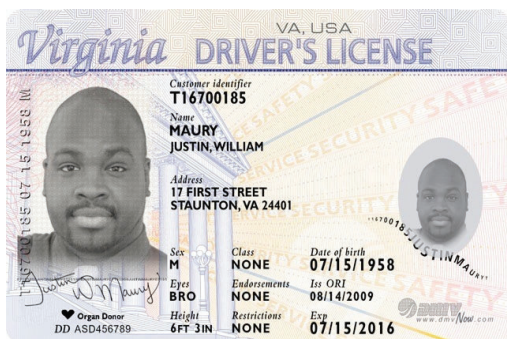 Virginia
VA, USA
DRIVER'S LICENSE
Customer identifier
T16700185
Name
MAURY
JUSTIN,WILLIAM
Address
17 FIRST STREET
STAUNTON, VA 24401
Sex
M
Class
NONE
Date of birth
07/15/1958
Eyes
BRO
Endorsements
NONE
Iss ORI
08/14/2009
Height
6FT 3IN
Restrictions
NONE
Exp
07/15/2016
T16700185 07 15 1958 M
Justin W Maury
Organ Donor
DD ASD456789
SERVICE SECURITY SAFETY
T16700185JUSTINMAURY
dmv
www.dmvNow.com